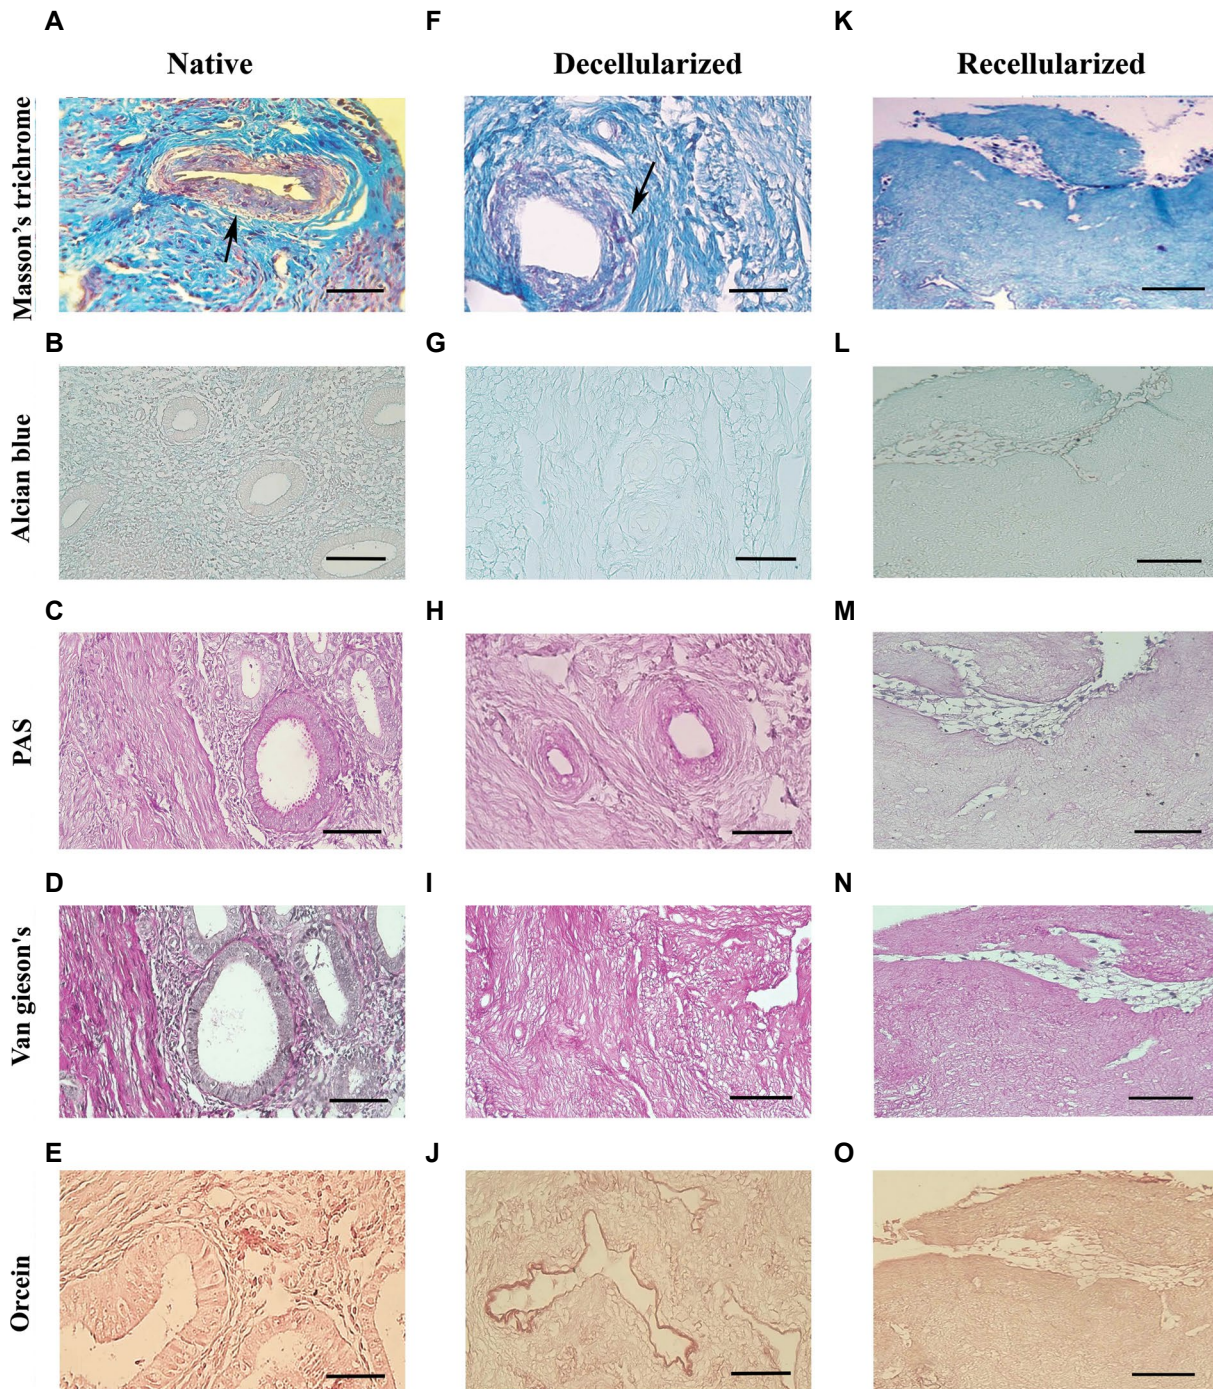 A
F
K
Native
Decellularized
Recellularized
Masson's trichrome
B
G
L
Alcian blue
C
H
M
PAS
D
I
N
Van gieson's
E
J
O
Orcein